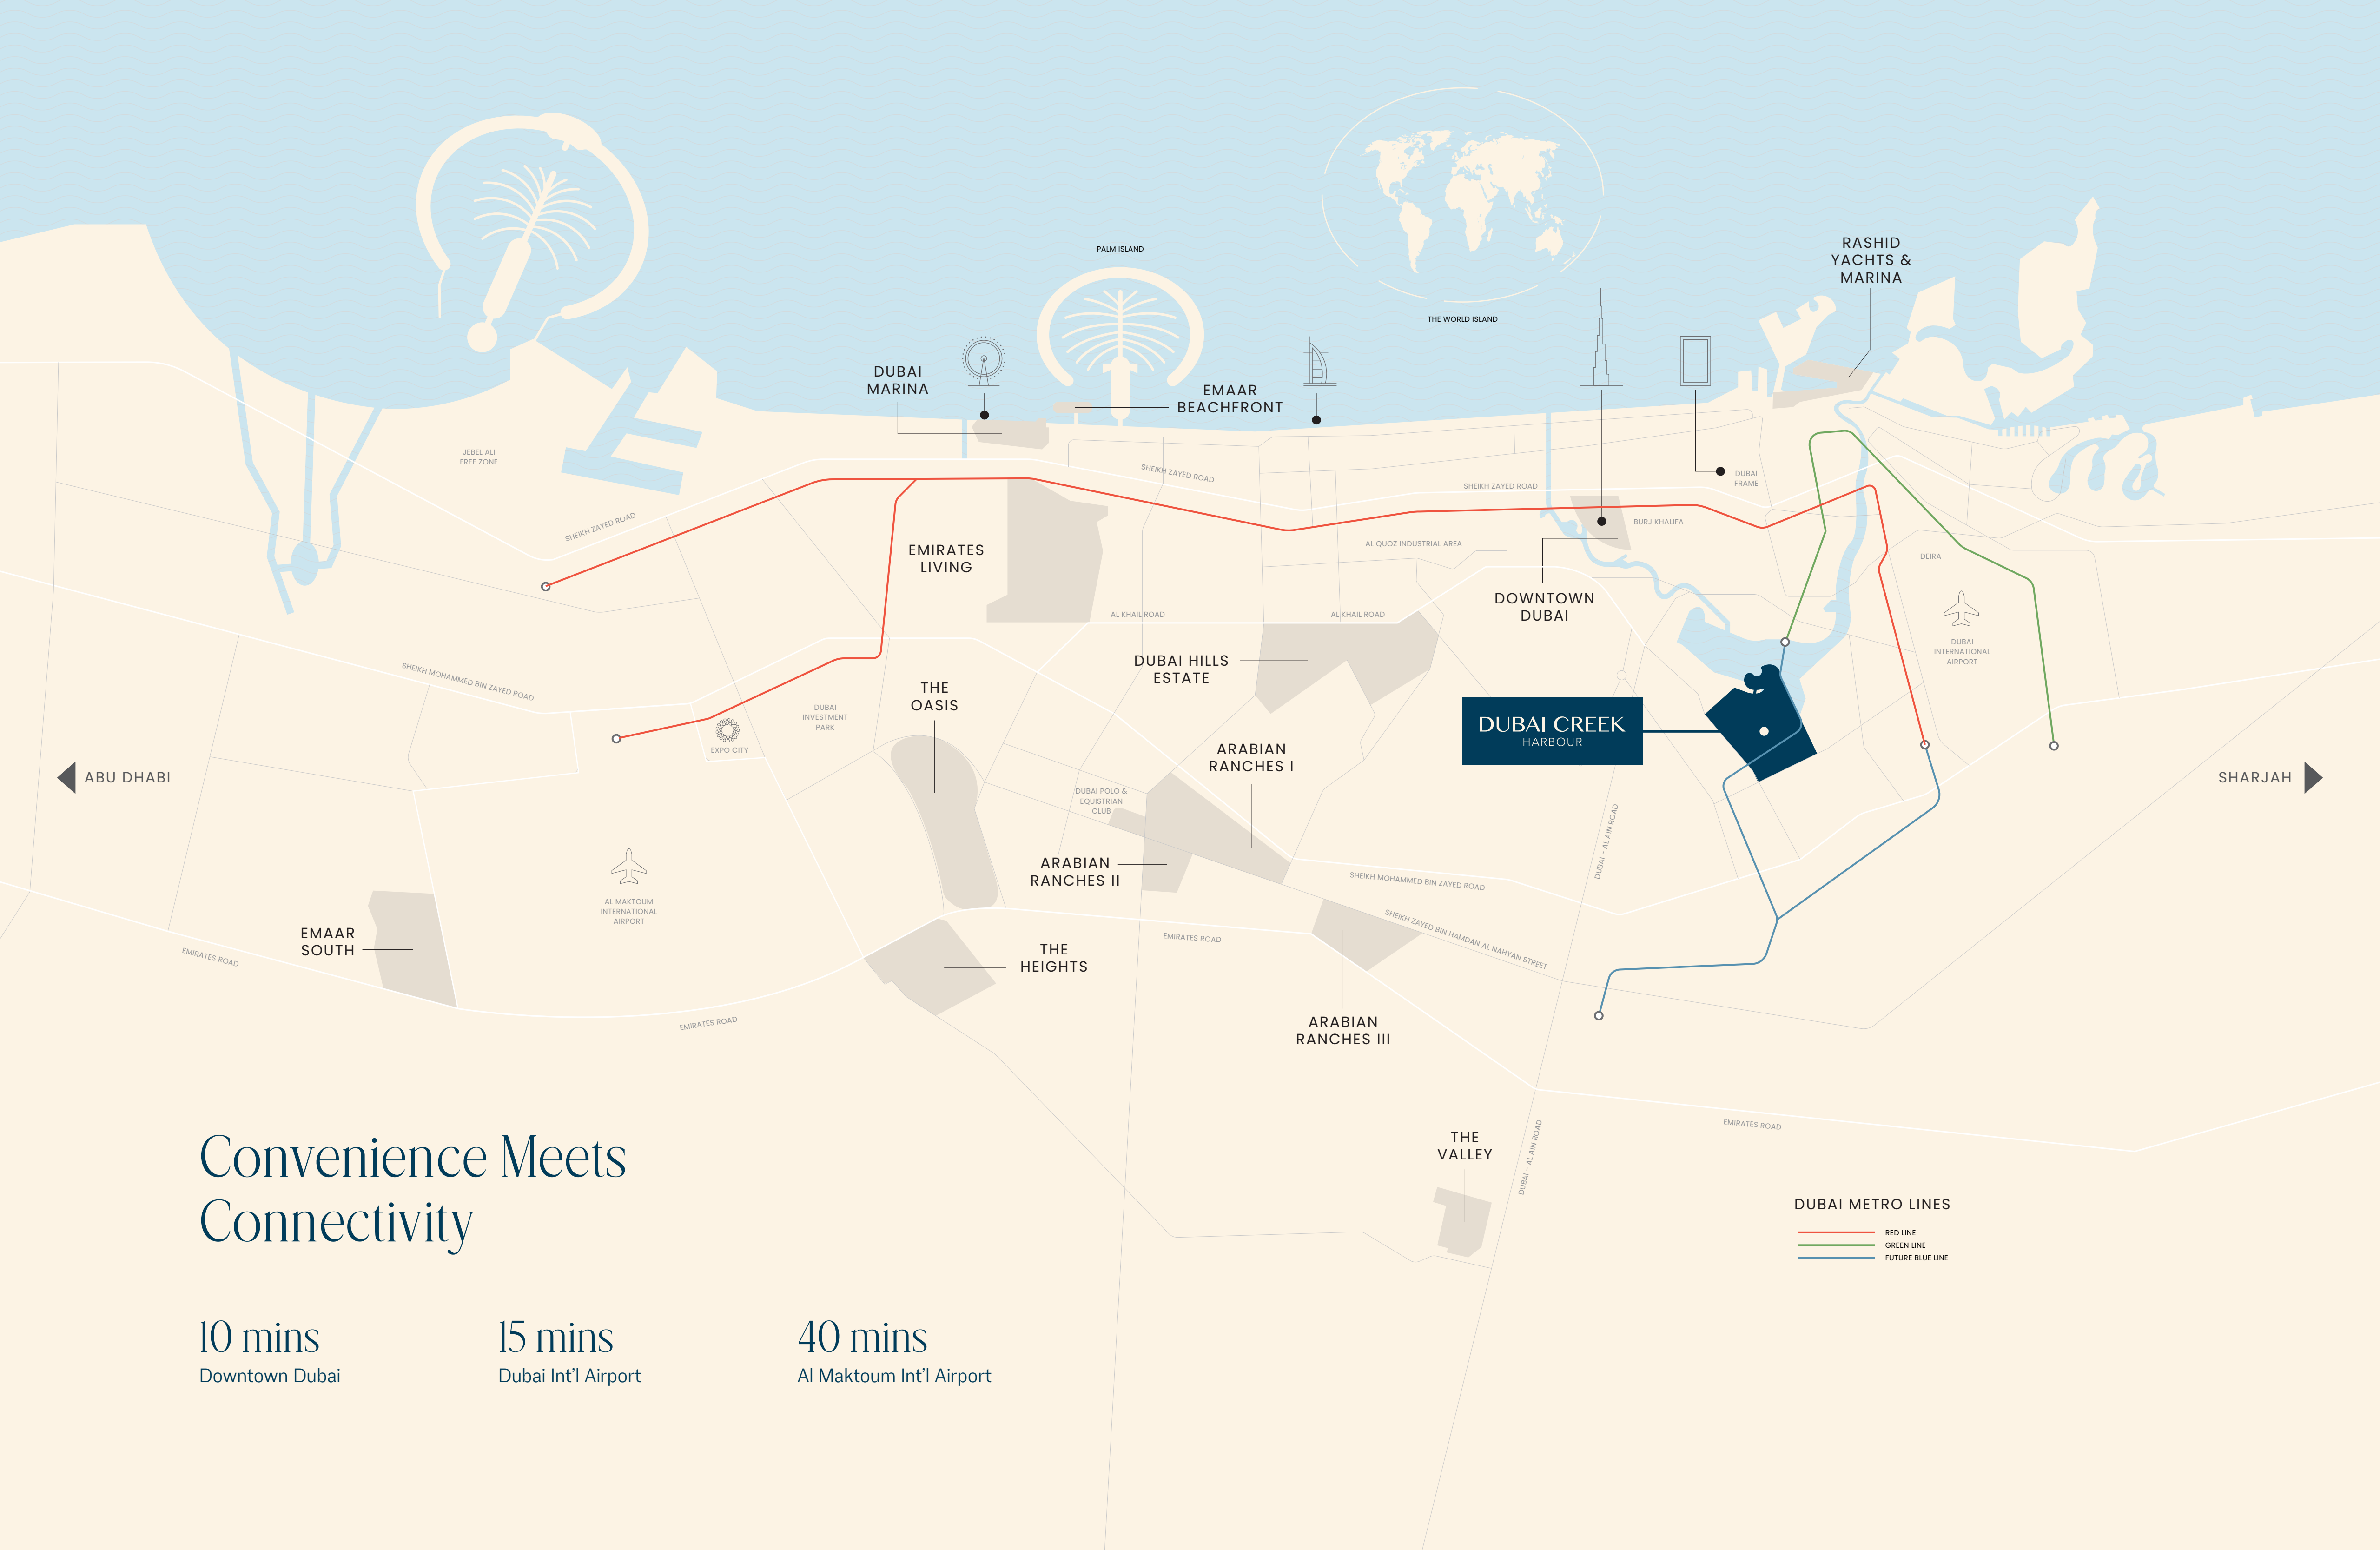 RASHID
YACHTS &
MARINA
PALM ISLAND
THE WORLD ISLAND
DUBAI
MARINA
EMAAR
BEACHFRONT
JEBEL ALI
FREE ZONE
SHEIKH ZAYED ROAD
SHEIKH ZAYED ROAD
SHEIKH ZAYED ROAD
DUBAI
FRAME
BURJ KHALIFA
EMIRATES
LIVING
AL QUOZ INDUSTRIAL AREA
DEIRA
DOWNTOWN
DUBAI
AL KHAIL ROAD
AL KHAIL ROAD
DUBAI
INTERNATIONAL
AIRPORT
DUBAI HILLS
ESTATE
SHEIKH MOHAMMED BIN ZAYED ROAD
THE
OASIS
DUBAI
INVESTMENT
PARK
EXPO CITY
DUBAI CREEK
HARBOUR
ARABIAN
RANCHES I
ABU DHABI
SHARJAH
DUBAI POLO &
EQUISTRIAN
CLUB
DUBAI - AL AIN ROAD
ARABIAN
RANCHES II
SHEIKH MOHAMMED BIN ZAYED ROAD
AL MAKTOUM
INTERNATIONAL
AIRPORT
SHEIKH ZAYED BIN HAMDAN AL NAHYAN STREET
EMAAR
SOUTH
EMIRATES ROAD
EMIRATES ROAD
THE
HEIGHTS
EMIRATES ROAD
ARABIAN
RANCHES III
EMIRATES ROAD
THE
VALLEY
DUBAI - AL AIN ROAD
Convenience Meets
Connectivity
10 mins
Downtown Dubai
15 mins
Dubai Int'l Airport
40 mins
Al Maktoum Int'l Airport
DUBAI METRO LINES
RED LINE
GREEN LINE
FUTURE BLUE LINE